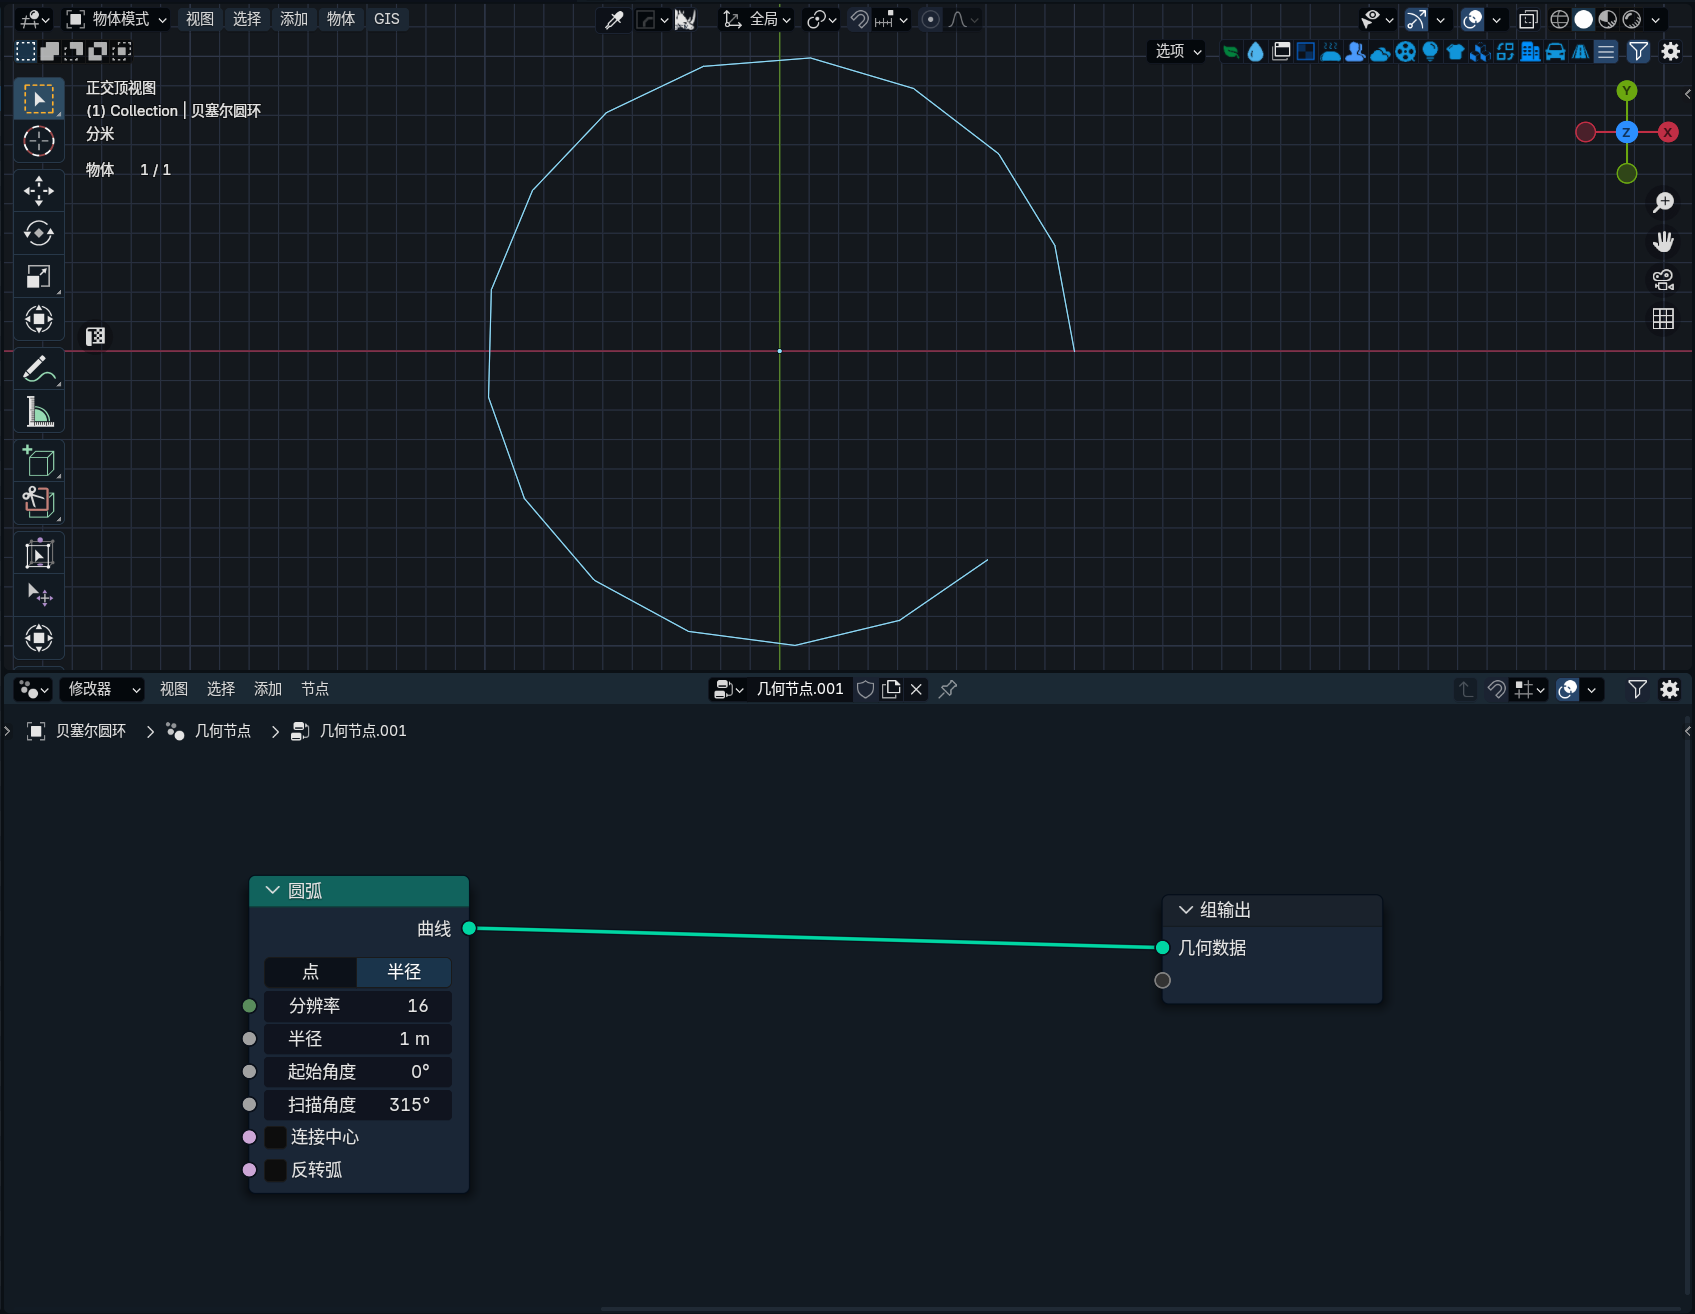 物体模式 视图 选择 添加 物体 GIS 全局
选项
正交顶视图
(1) Collection | 贝塞尔圆环
分米
物体 1 / 1
Y
Z
X
修改器 视图 选择 添加 节点 几何节点.001
贝塞尔圆环 几何节点 几何节点.001
圆弧
曲线
点 半径
分辨率 16
半径 1 m
起始角度 0°
扫描角度 315°
连接中心
反转弧
组输出
几何数据